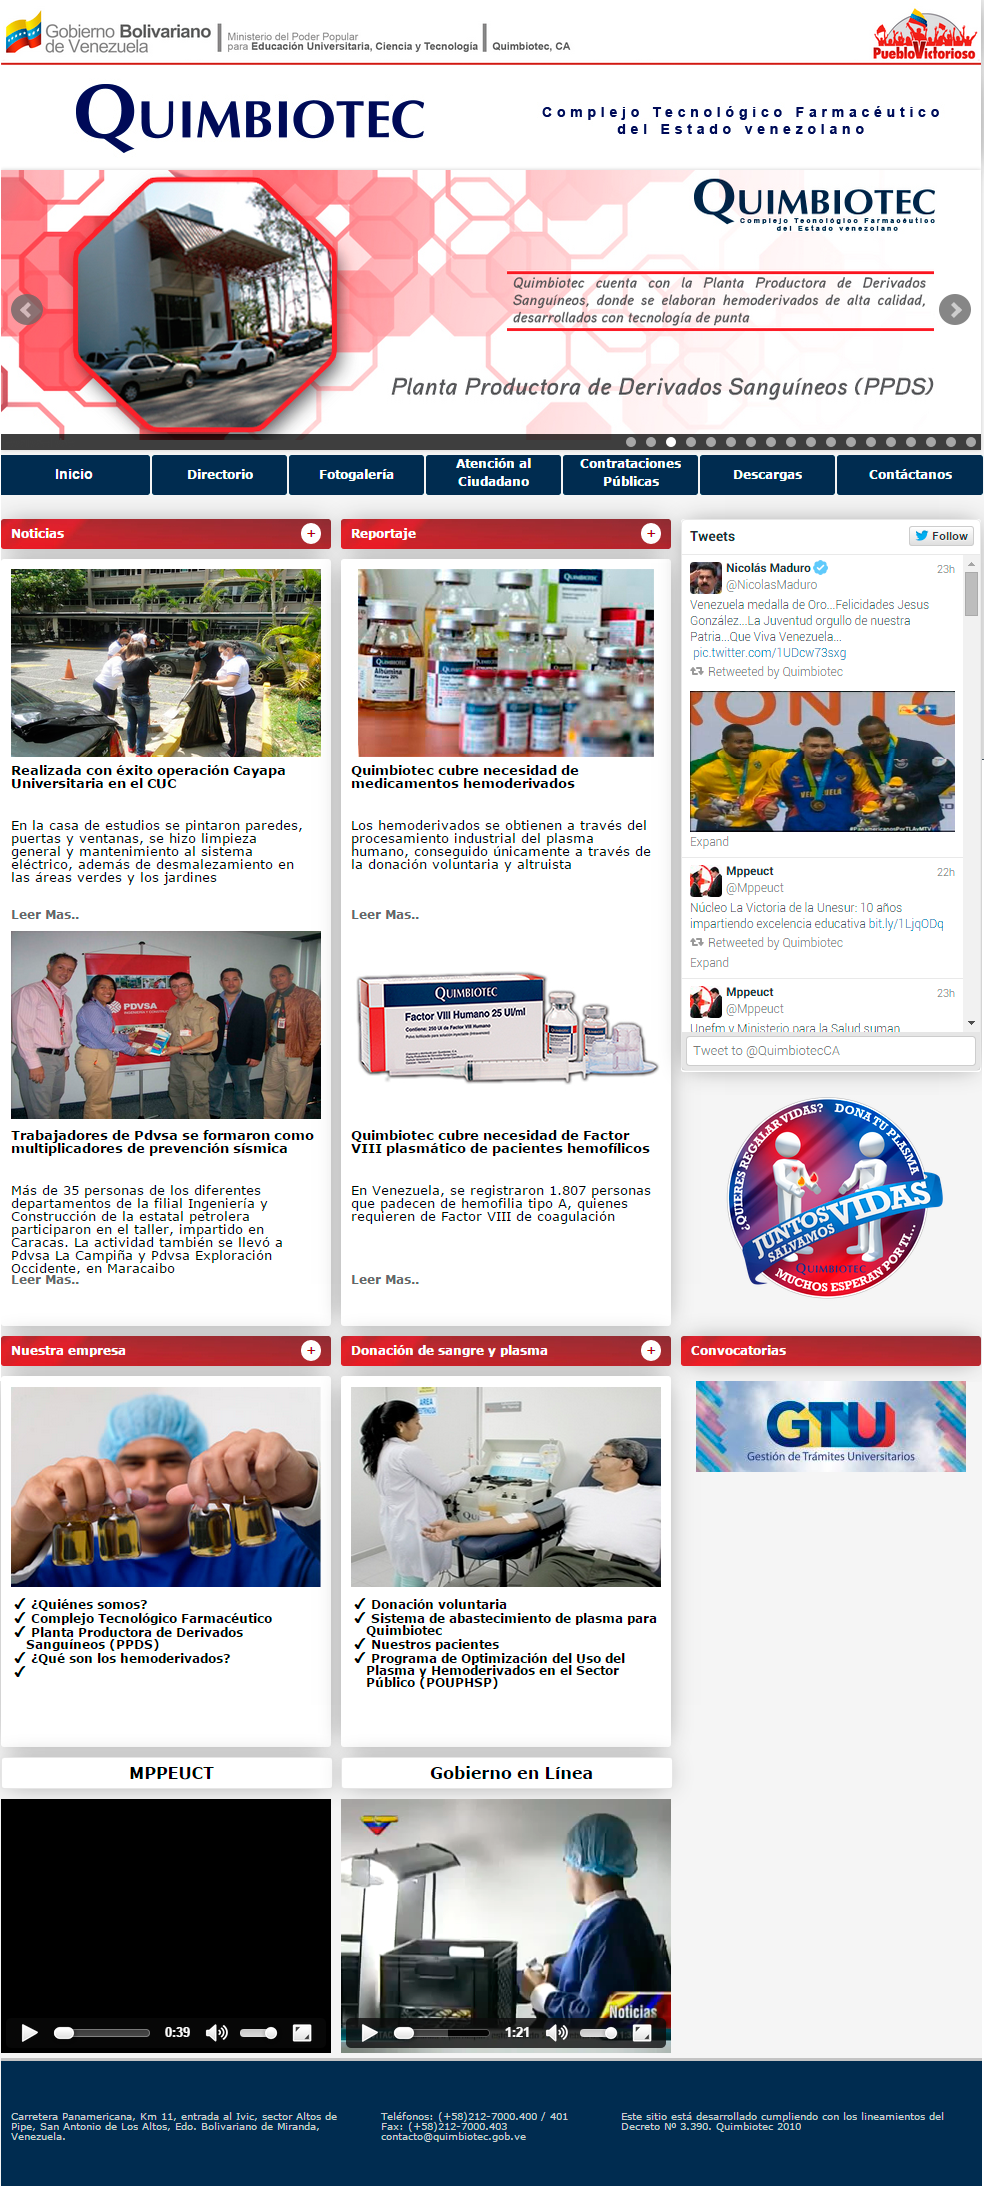 Gobierno Bolivariano
de Venezuela
Ministerio del Poder Popular
para Educación Universitaria, Ciencia y Tecnología
Quimbiotec, CA
PuebloVictorioso
QUIMBIOTEC
Complejo Tecnológico Farmacéutico
del Estado venezolano
QUIMBIOTEC
Complejo Tecnológico Farmacéutico
del Estado venezolano
Quimbiotec cuenta con la Planta Productora de Derivados
Sanguíneos, donde se elaboran hemoderivados de alta calidad,
desarrollados con tecnología de punta
Planta Productora de Derivados Sanguíneos (PPDS)
Inicio
Directorio
Fotogalería
Atención al
Ciudadano
Contrataciones
Públicas
Descargas
Contáctanos
Noticias
+
Realizada con éxito operación Cayapa
Universitaria en el CUC
En la casa de estudios se pintaron paredes,
puertas y ventanas, se hizo limpieza
general y mantenimiento al sistema
eléctrico, además de desmalezamiento en
las áreas verdes y los jardines
Leer Mas..
PDVSA
Trabajadores de Pdvsa se formaron como
multiplicadores de prevención sísmica
Más de 35 personas de los diferentes
departamentos de la filial Ingeniería y
Construcción de la estatal petrolera
participaron en el taller, impartido en
Caracas. La actividad también se llevó a
Pdvsa La Campiña y Pdvsa Exploración
Occidente, en Maracaibo
Leer Mas..
Reportaje
+
QUIMBIOTEC
QUIMBIOTEC
Albúmina
Humana 20%
Quimbiotec cubre necesidad de
medicamentos hemoderivados
Los hemoderivados se obtienen a través del
procesamiento industrial del plasma
humano, conseguido únicamente a través de
la donación voluntaria y altruista
Leer Mas..
QUIMBIOTEC
Factor VIII Humano 25 UI/ml
Contiene: 250 UI de Factor VIII Humano
Quimbiotec cubre necesidad de Factor
VIII plasmático de pacientes hemofílicos
En Venezuela, se registraron 1.807 personas
que padecen de hemofilia tipo A, quienes
requieren de Factor VIII de coagulación
Leer Mas..
Tweets
Follow
Nicolás Maduro
23h
@NicolasMaduro
Venezuela medalla de Oro...Felicidades Jesus
González...La Juventud orgullo de nuestra
Patria...Que Viva Venezuela...
pic.twitter.com/1UDcw73sxg
Retweeted by Quimbiotec
RONTO
VENEZUELA
#PanamericanosPorTLAyMTV
Expand
Mppeuct
22h
@Mppeuct
Núcleo La Victoria de la Unesur: 10 años
impartiendo excelencia educativa bit.ly/1LjqODq
Retweeted by Quimbiotec
Expand
Mppeuct
23h
@Mppeuct
Unefm y Ministerio para la Salud suman
Tweet to @QuimbiotecCA
¿QUIERES REGALAR VIDAS? DONA TU PLASMA
JUNTOS SALVAMOS VIDAS
QUIMBIOTEC
MUCHOS ESPERAN POR TI...
Nuestra empresa
+
¿Quiénes somos?
Complejo Tecnológico Farmacéutico
Planta Productora de Derivados
Sanguíneos (PPDS)
¿Qué son los hemoderivados?
Donación de sangre y plasma
+
AREA
Donación voluntaria
Sistema de abastecimiento de plasma para
Quimbiotec
Nuestros pacientes
Programa de Optimización del Uso del
Plasma y Hemoderivados en el Sector
Público (POUPHSP)
Convocatorias
GTU
Gestión de Trámites Universitarios
MPPEUCT
0:39
Gobierno en Línea
Noticias
1:21
Carretera Panamericana, Km 11, entrada al Ivic, sector Altos de
Pipe, San Antonio de Los Altos, Edo. Bolivariano de Miranda,
Venezuela.
Teléfonos: (+58)212-7000.400 / 401
Fax: (+58)212-7000.403
contacto@quimbiotec.gob.ve
Este sitio está desarrollado cumpliendo con los lineamientos del
Decreto Nº 3.390. Quimbiotec 2010